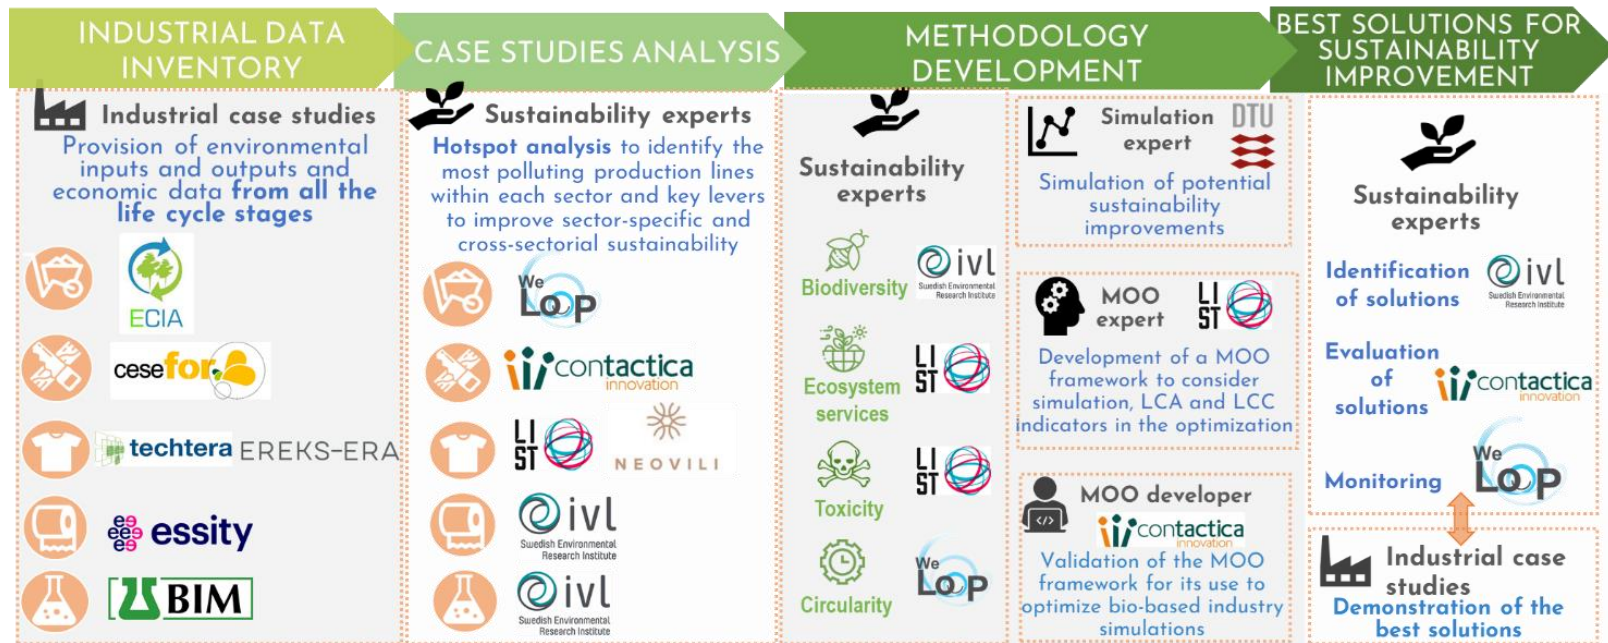 INDUSTRIAL DATA
INVENTORY
CASE STUDIES ANALYSIS
METHODOLOGY
DEVELOPMENT
BEST SOLUTIONS FOR
SUSTAINABILITY
IMPROVEMENT
Industrial case studies
Provision of environmental
inputs and outputs and
economic data from all the
life cycle stages
ECIA
cesefor
techtera
EREKS-ERA
essity
BIM
Sustainability experts
Hotspot analysis to identify the
most polluting production lines
within each sector and key levers
to improve sector-specific and
cross-sectorial sustainability
We
LOOP
contactica
innovation
LI
ST
NEOVILI
ivl
Swedish Environmental
Research Institute
ivl
Swedish Environmental
Research Institute
Sustainability
experts
Biodiversity
ivl
Swedish Environmental
Research Institute
Ecosystem
services
LI
ST
Toxicity
LI
ST
Circularity
We
LOOP
Simulation
expert
DTU
Simulation of potential
sustainability
improvements
MOO
expert
LI
ST
Development of a MOO
framework to consider
simulation, LCA and LCC
indicators in the optimization
MOO developer
contactica
innovation
Validation of the MOO
framework for its use to
optimize bio-based industry
simulations
Sustainability
experts
Identification
of solutions
ivl
Swedish Environmental
Research Institute
Evaluation
of
solutions
contactica
innovation
Monitoring
We
LOOP
Industrial case
studies
Demonstration of the
best solutions